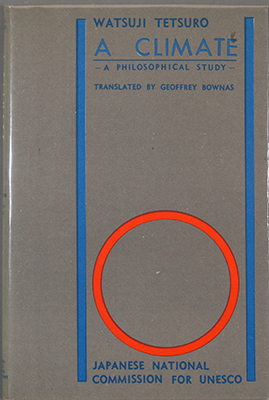 WATSUJI TETSURO
A CLIMATE
— A PHILOSOPHICAL STUDY —
TRANSLATED BY GEOFFREY BOWNAS
JAPANESE NATIONAL
COMMISSION FOR UNESCO